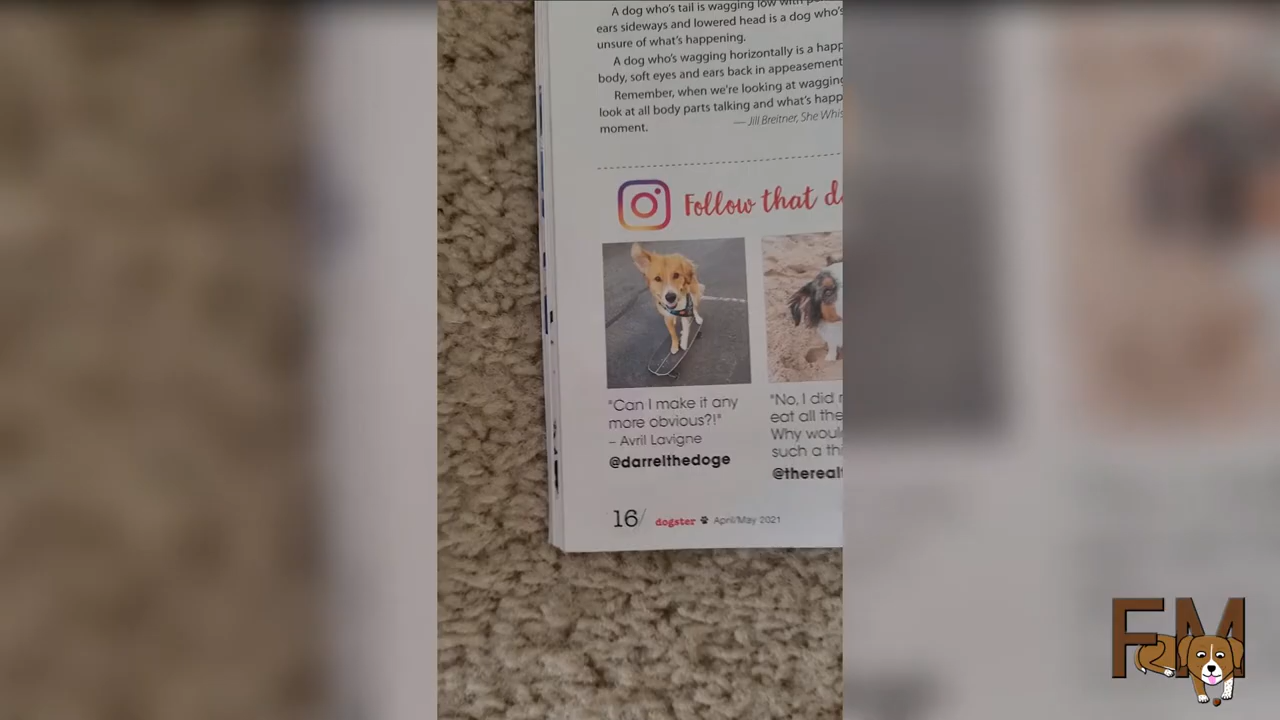 A dog who's tail is wagging low with
ears sideways and lowered head is a dog who's
unsure of what's happening.
A dog who's wagging horizontally is a happ
body, soft eyes and ears back in appeasement
Remember, when we're looking at wagging
look at all body parts talking and what's happ
moment.
— Jill Breitner, She Whis
Follow that d
"Can I make it any
more obvious?!"
– Avril Lavigne
@darrelthedoge
"No, I did
eat all the
Why woul
such a th
@thereal
16/ dogster April/May 2021
FM